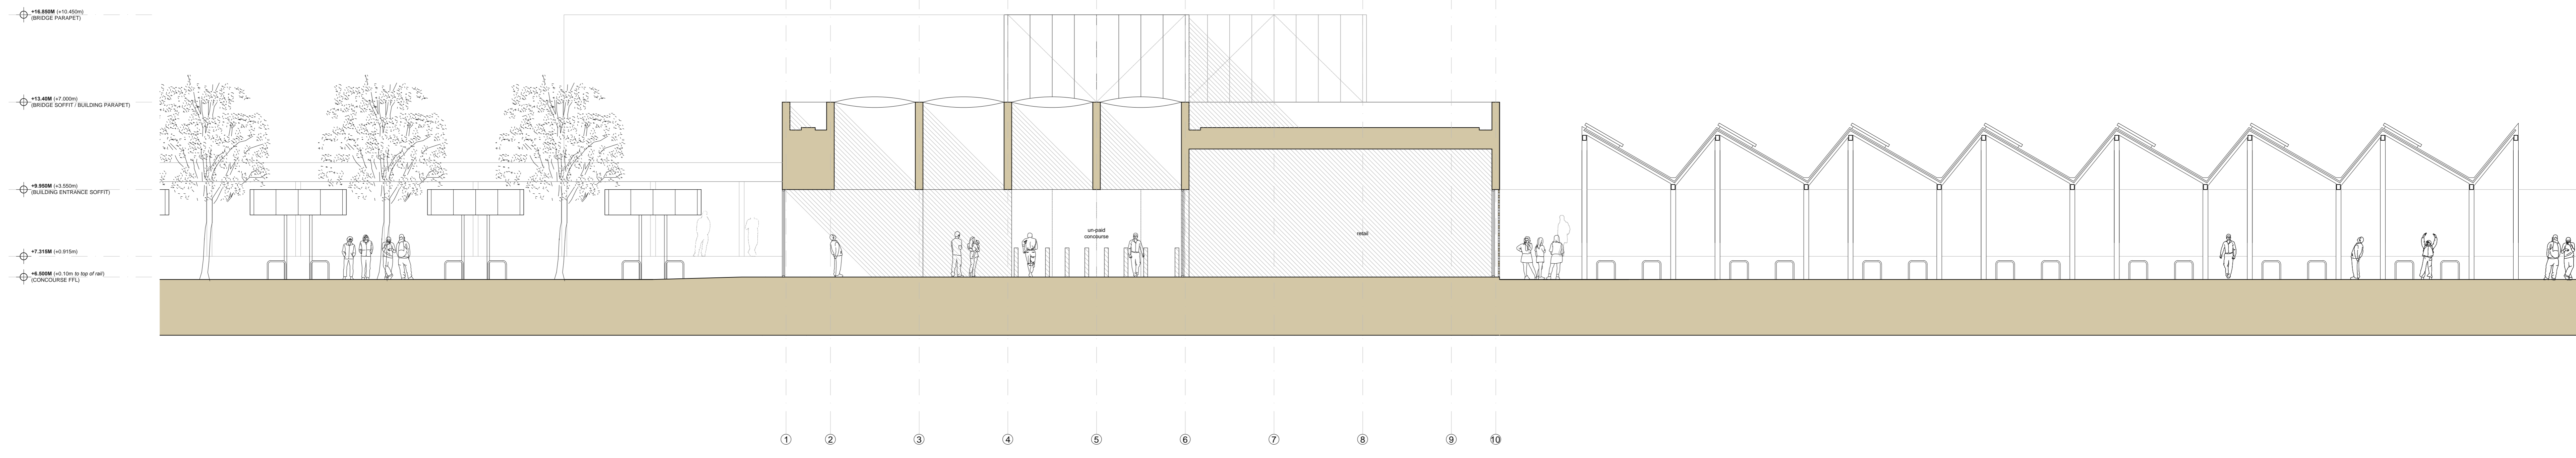 +16.850M (+10.450m)
(BRIDGE PARAPET)
+13.40M (+7.000m)
(BRIDGE SOFFIT / BUILDING PARAPET)
+9.950M (+3.550m)
(BUILDING ENTRANCE SOFFIT)
+7.315M (+0.915m)
+6.500M (+0.10m to top of rail)
(CONCOURSE FFL)
un-paid
concourse
retail
1 2 3 4 5 6 7 8 9 10